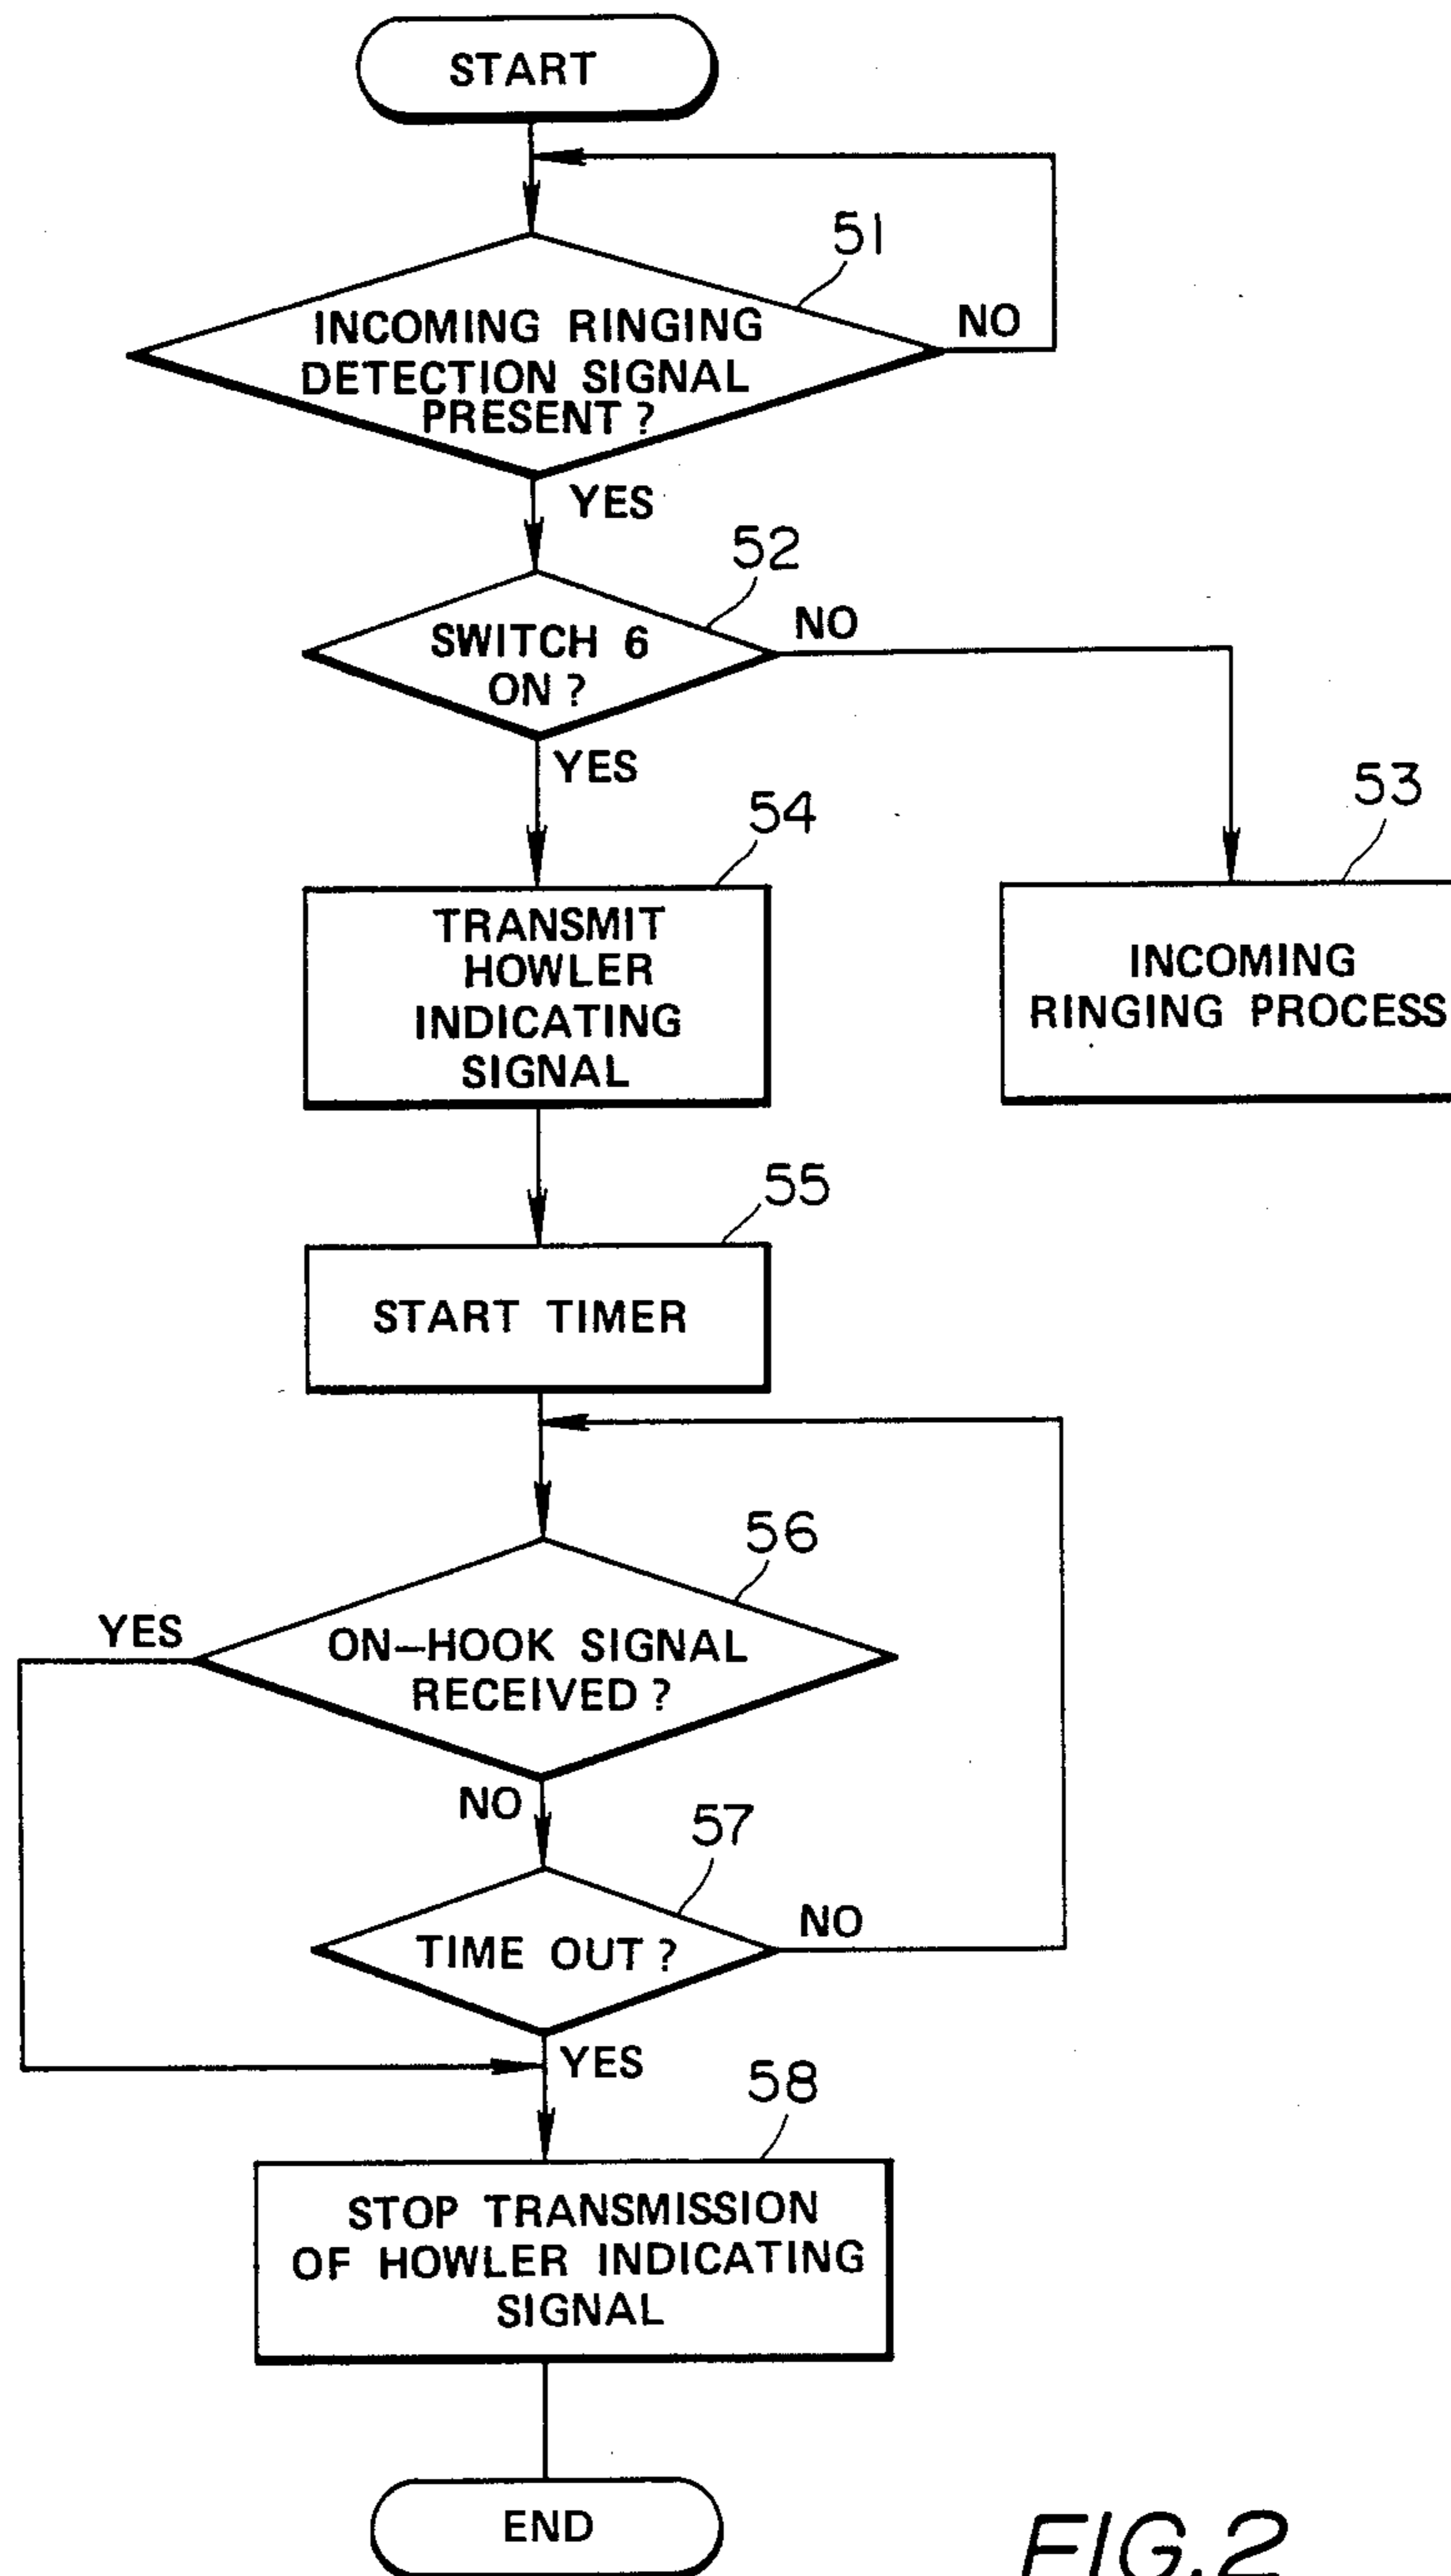 START
51
INCOMING RINGING
DETECTION SIGNAL
PRESENT ?
NO
YES
52
SWITCH 6
ON ?
NO
YES
54
53
TRANSMIT
HOWLER
INDICATING
SIGNAL
INCOMING
RINGING PROCESS
55
START TIMER
56
YES
ON-HOOK SIGNAL
RECEIVED ?
NO
57
TIME OUT ?
NO
YES
58
STOP TRANSMISSION
OF HOWLER INDICATING
SIGNAL
END
FIG.2